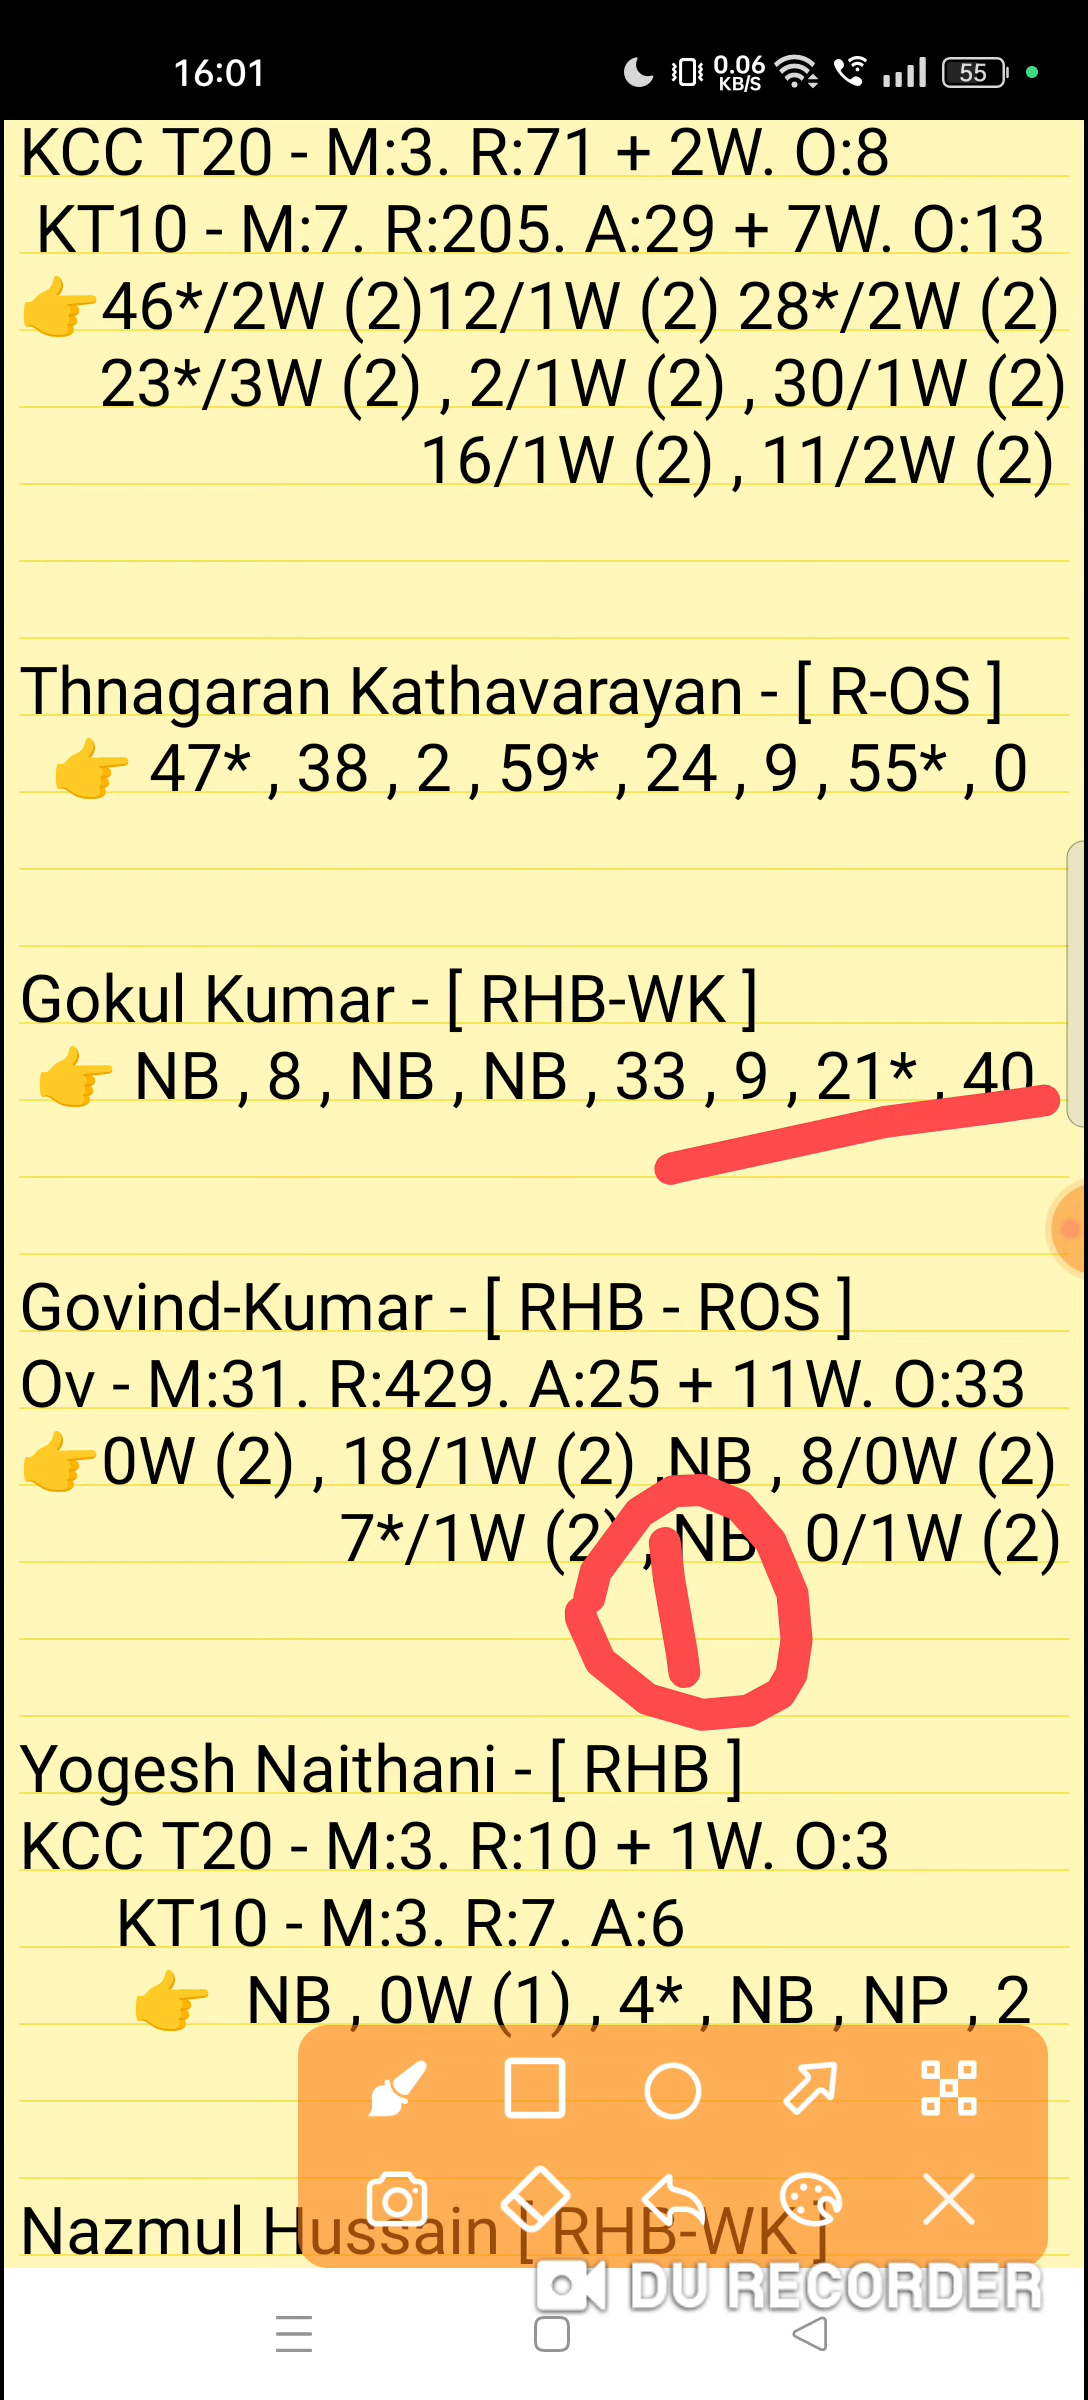 16:01 0.06 KB/S 55
KCC T20 - M:3. R:71 + 2W. O:8
KT10 - M:7. R:205. A:29 + 7W. O:13
👉46*/2W (2)12/1W (2) 28*/2W (2)
23*/3W (2) , 2/1W (2) , 30/1W (2)
16/1W (2) , 11/2W (2)
Thnagaran Kathavarayan - [ R-OS ]
👉 47* , 38 , 2 , 59* , 24 , 9 , 55* , 0
Gokul Kumar - [ RHB-WK ]
👉 NB , 8 , NB , NB , 33 , 9 , 21* , 40
Govind-Kumar - [ RHB - ROS ]
Ov - M:31. R:429. A:25 + 11W. O:33
👉0W (2) , 18/1W (2) ,NB , 8/0W (2)
7*/1W (2) , NB 0/1W (2)
1
Yogesh Naithani - [ RHB ]
KCC T20 - M:3. R:10 + 1W. O:3
KT10 - M:3. R:7. A:6
👉 NB , 0W (1) , 4* , NB , NP , 2
Nazmul Hussain [ RHB-WK ]
DU RECORDER